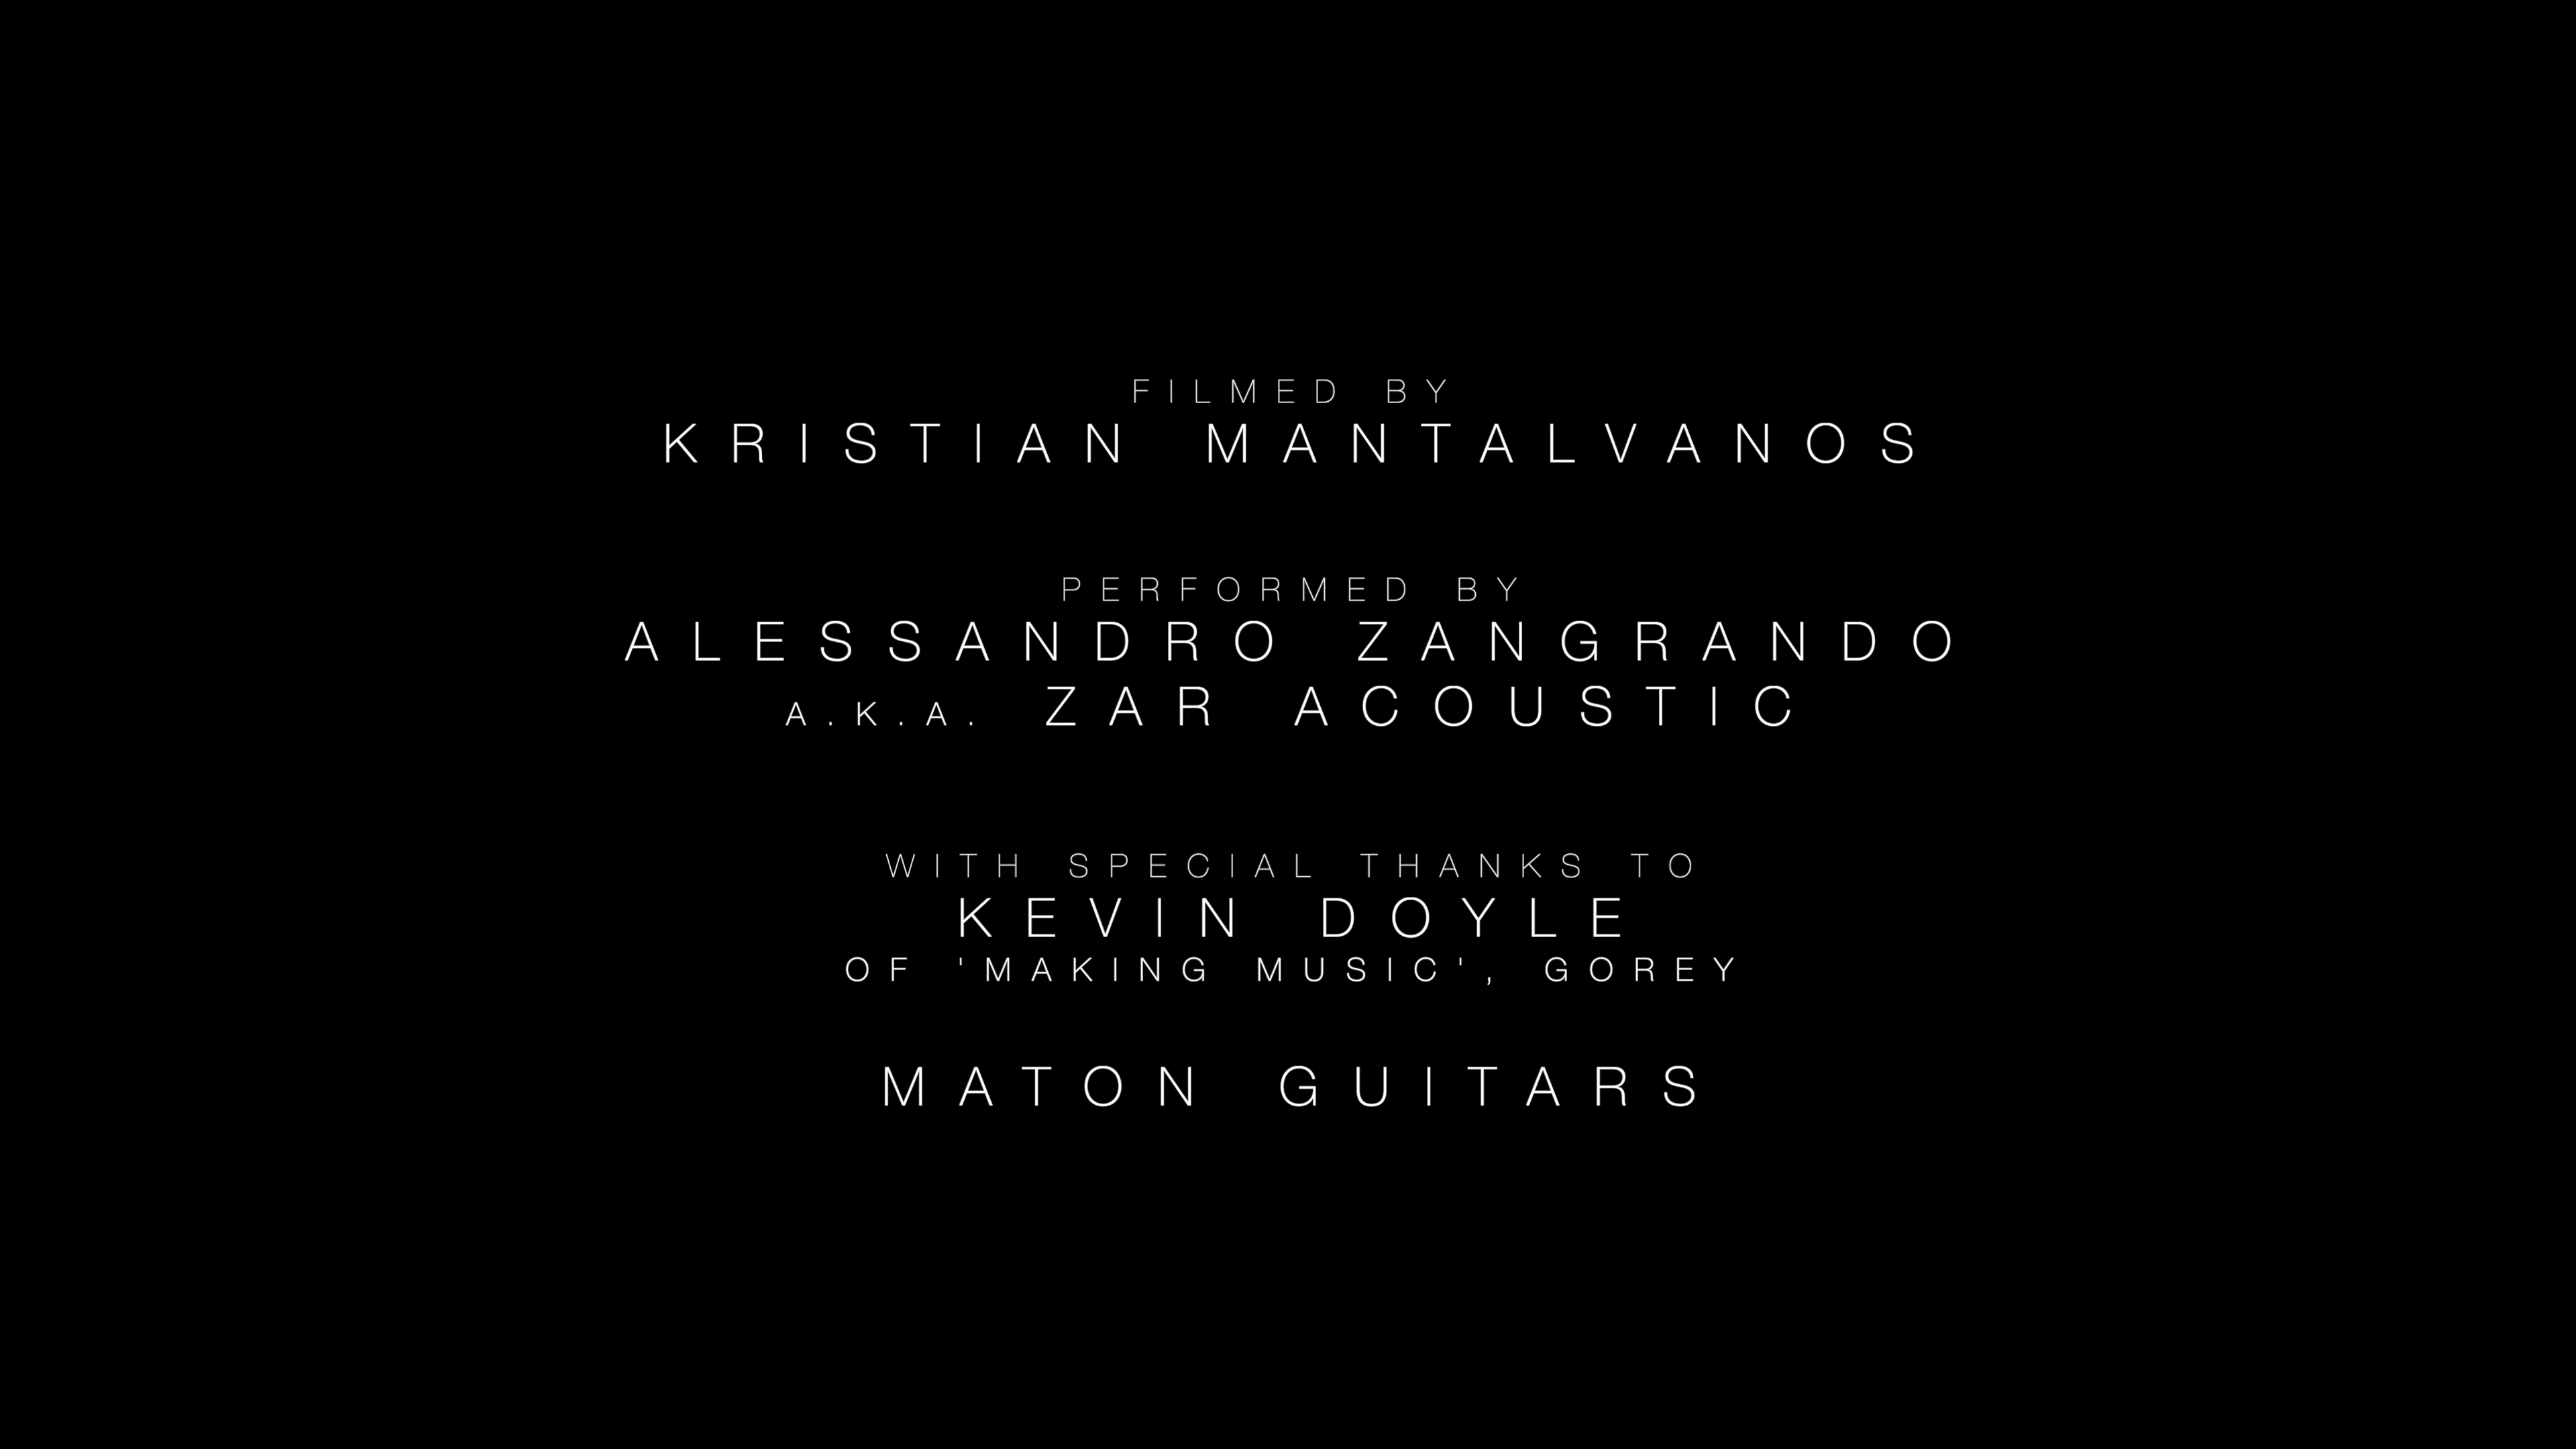 FILMED BY
KRISTIAN MANTALVANOS
PERFORMED BY
ALESSANDRO ZANGRANDO
A.K.A. ZAR ACOUSTIC
WITH SPECIAL THANKS TO
KEVIN DOYLE
OF 'MAKING MUSIC', GOREY
MATON GUITARS